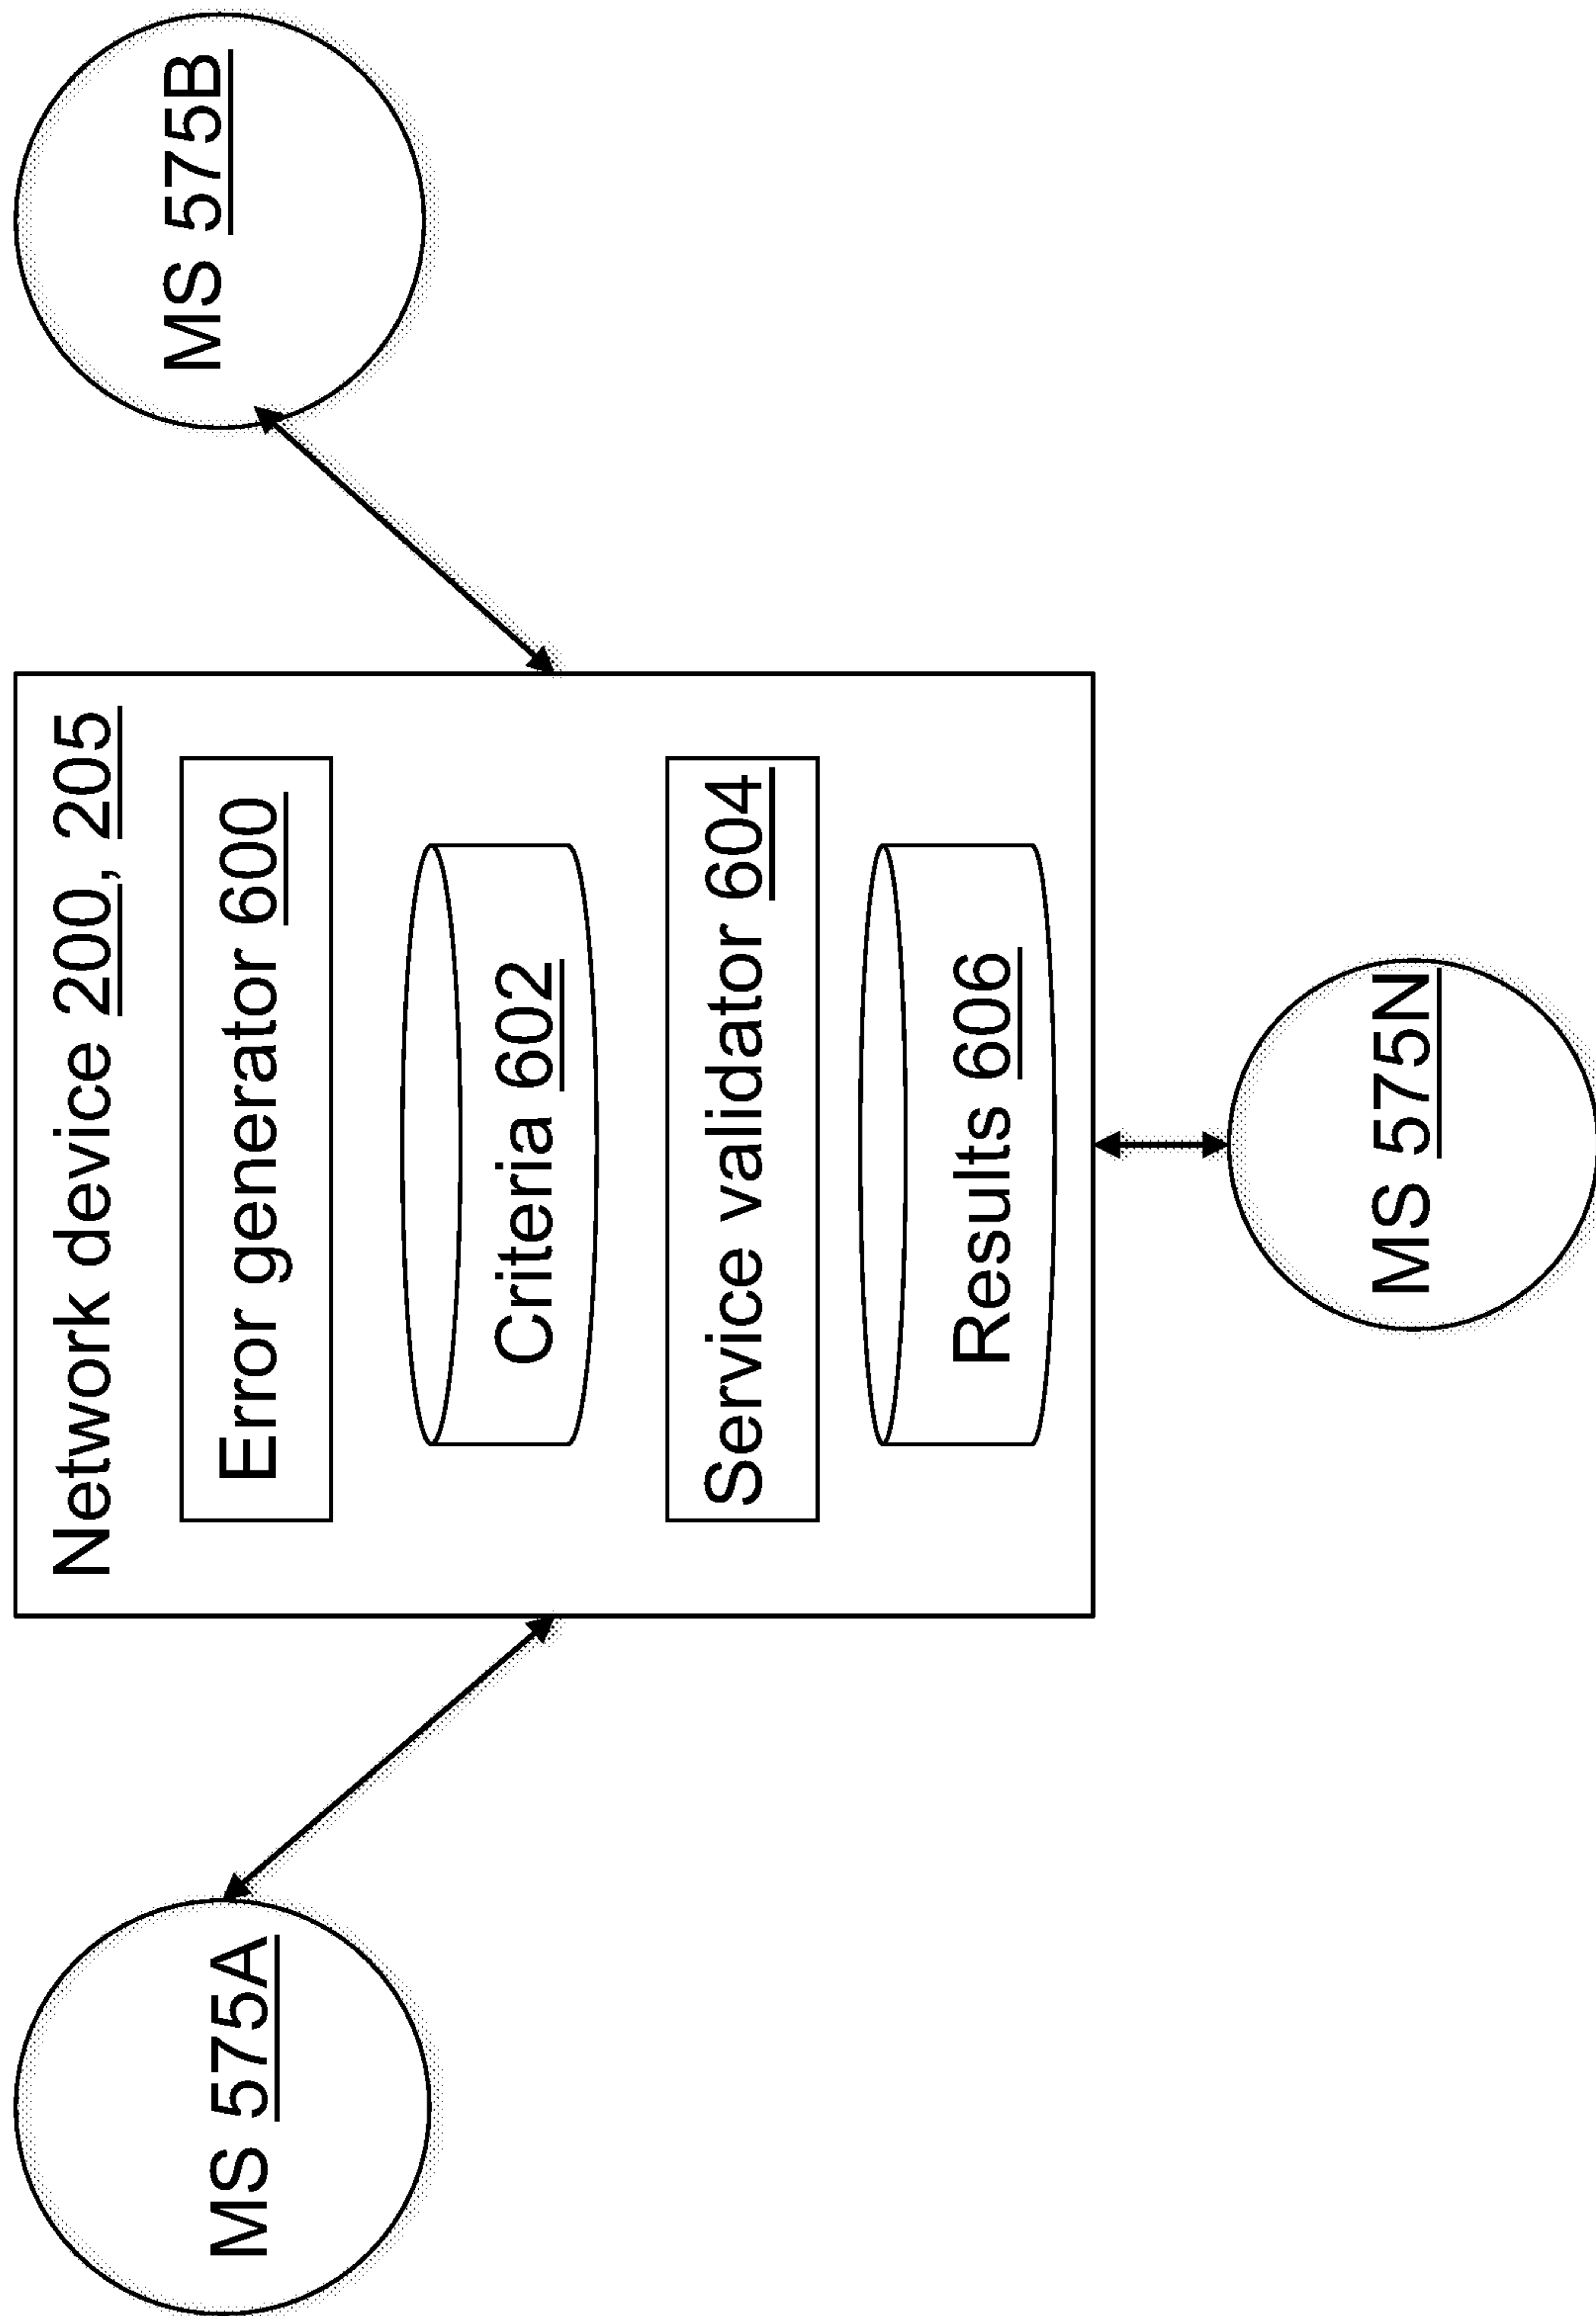 Network device 200, 205
Error generator 600
MS 575A
MS 575B
Criteria 602
Service validator 604
Results 606
MS 575N